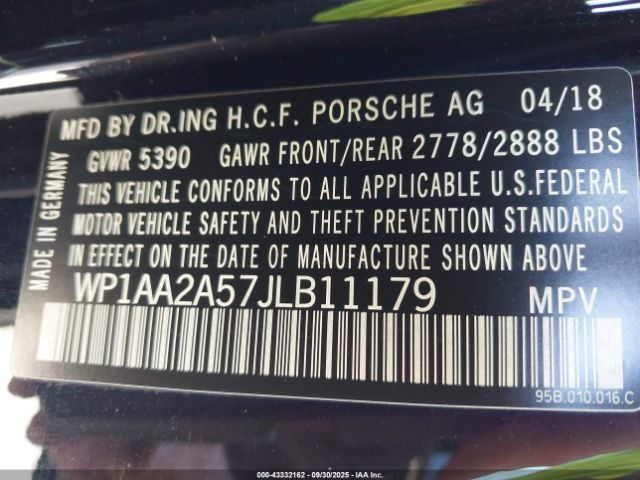 MFD BY DR.ING H.C.F. PORSCHE AG 04/18
GVWR 5390 GAWR FRONT/REAR 2778/2888 LBS
THIS VEHICLE CONFORMS TO ALL APPLICABLE U.S.FEDERAL
MOTOR VEHICLE SAFETY AND THEFT PREVENTION STANDARDS
IN EFFECT ON THE DATE OF MANUFACTURE SHOWN ABOVE
WP1AA2A57JLB11179 MPV
MADE IN GERMANY
95B.010.016.C
000-43332162 | 09/30/2025 | © IAA, Inc.